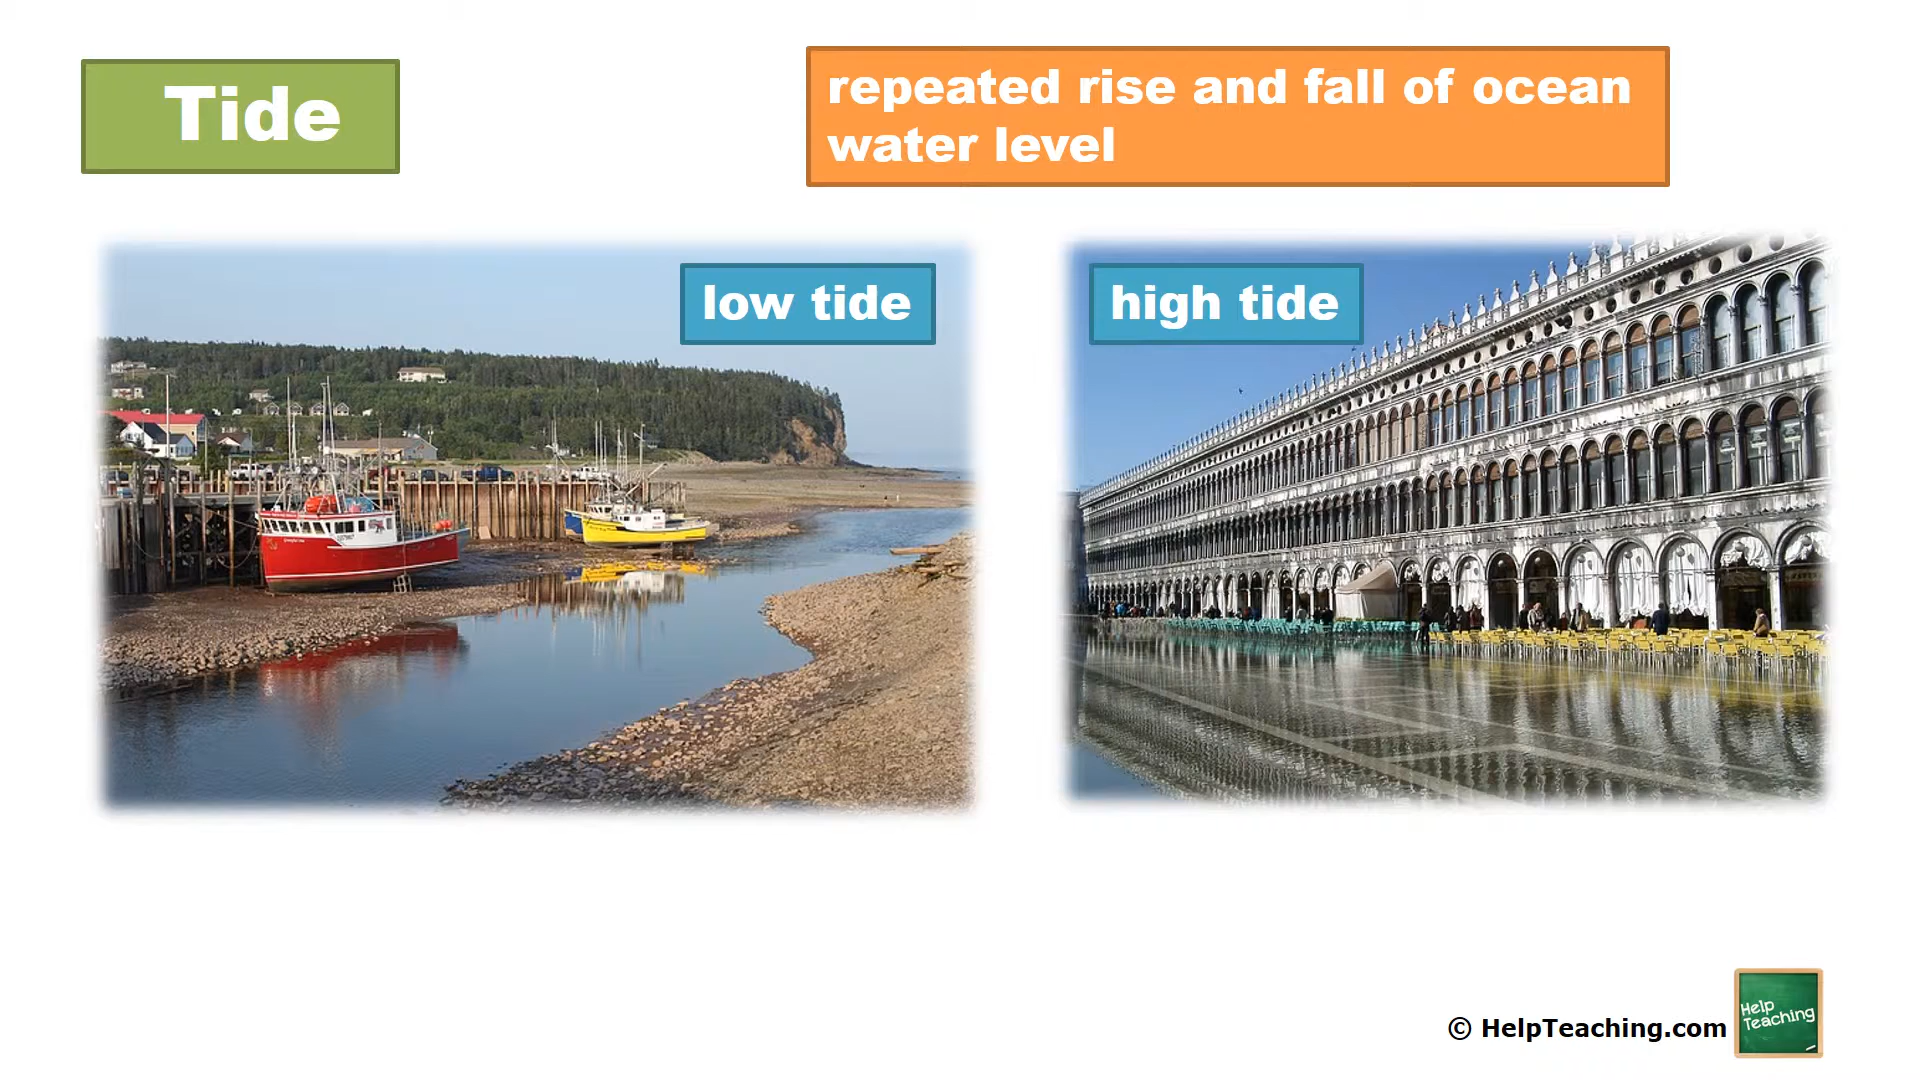 Tide
repeated rise and fall of ocean
water level
low tide
high tide
© HelpTeaching.com
Help
Teaching